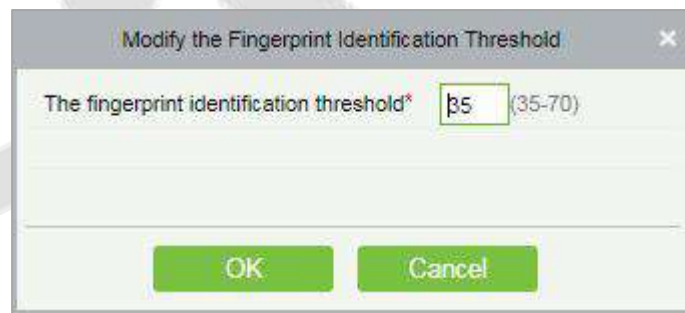 Modify the Fingerprint Identification Threshold
The fingerprint identification threshold* 35 (35-70)
OK Cancel